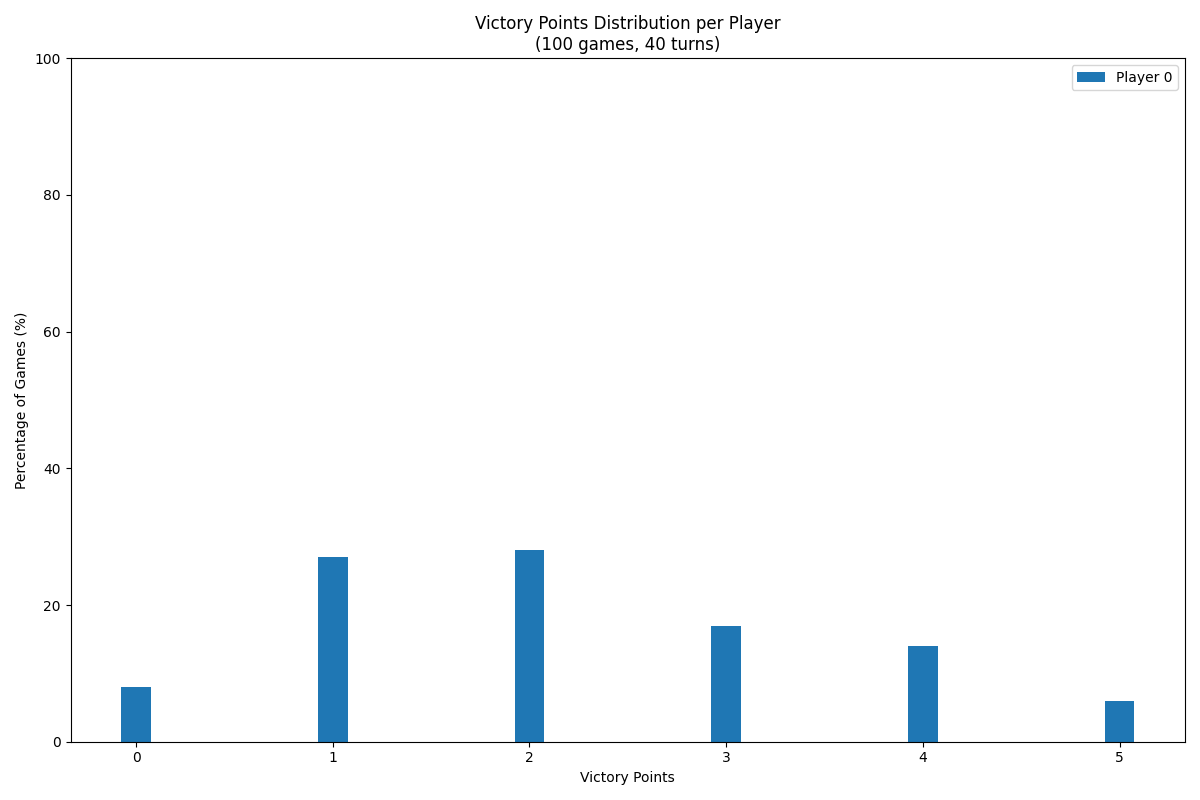 Victory Points Distribution per Player
(100 games, 40 turns)
Player 0
Percentage of Games (%)
100
80
60
40
20
0
0 1 2 3 4 5
Victory Points